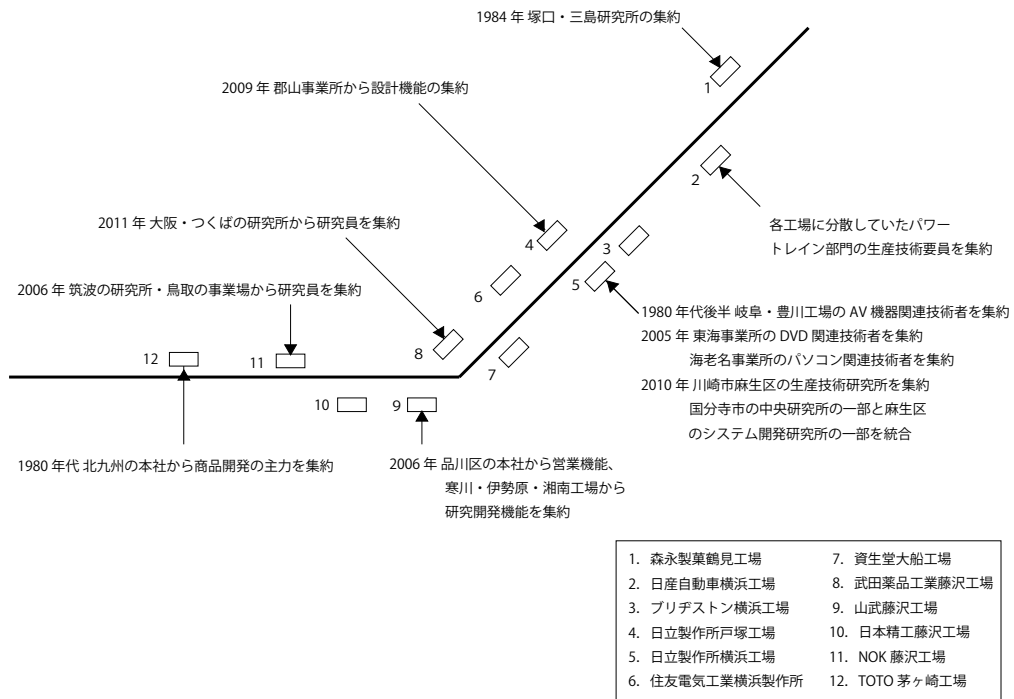 1984 年 塚口・三島研究所の集約
1
2009 年 郡山事業所から設計機能の集約
2
各工場に分散していたパワー
トレイン部門の生産技術要員を集約
2011 年 大阪・つくばの研究所から研究員を集約
4
3
5
2006 年 筑波の研究所・鳥取の事業場から研究員を集約
6
1980 年代後半 岐阜・豊川工場の AV 機器関連技術者を集約
2005 年 東海事業所の DVD 関連技術者を集約
海老名事業所のパソコン関連技術者を集約
2010 年 川崎市麻生区の生産技術研究所を集約
国分寺市の中央研究所の一部と麻生区
のシステム開発研究所の一部を統合
8
7
12
11
10
9
1980 年代 北九州の本社から商品開発の主力を集約
2006 年 品川区の本社から営業機能、
寒川・伊勢原・湘南工場から
研究開発機能を集約
1. 森永製菓鶴見工場
2. 日産自動車横浜工場
3. ブリヂストン横浜工場
4. 日立製作所戸塚工場
5. 日立製作所横浜工場
6. 住友電気工業横浜製作所
7. 資生堂大船工場
8. 武田薬品工業藤沢工場
9. 山武藤沢工場
10. 日本精工藤沢工場
11. NOK 藤沢工場
12. TOTO 茅ヶ崎工場